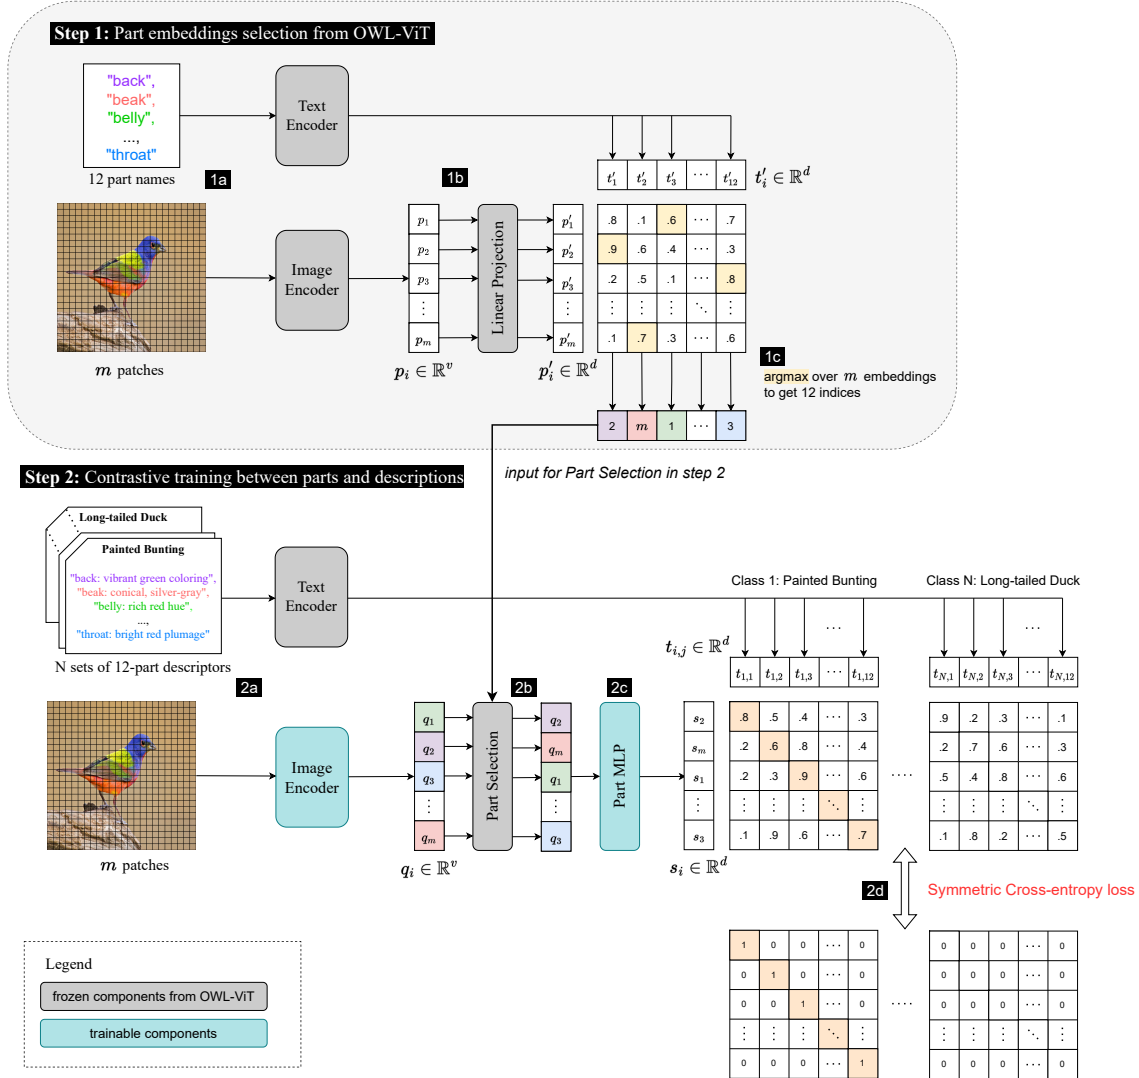 Step 1: Part embeddings selection from OWL-ViT
"back",
"beak",
"belly",
...,
"throat"
12 part names
Text
Encoder
1a
1b
t′₁ t′₂ t′₃ ⋯ t′₁₂
t′ᵢ ∈ ℝᵈ
m patches
Image
Encoder
p₁
p₂
p₃
⋮
pₘ
pᵢ ∈ ℝᵛ
Linear Projection
p′₁
p′₂
p′₃
⋮
p′ₘ
p′ᵢ ∈ ℝᵈ
.8 .1 .6 ⋯ .7
.9 .6 .4 ⋯ .3
.2 .5 .1 ⋯ .8
⋮ ⋮ ⋮ ⋱ ⋮
.1 .7 .3 ⋯ .6
1c
argmax over m embeddings
to get 12 indices
2 m 1 ⋯ 3
input for Part Selection in step 2
Step 2: Contrastive training between parts and descriptions
Long-tailed Duck
Painted Bunting
"back: vibrant green coloring",
"beak: conical, silver-gray",
"belly: rich red hue",
...,
"throat: bright red plumage"
N sets of 12-part descriptors
Text
Encoder
Class 1: Painted Bunting
Class N: Long-tailed Duck
⋯
⋯
tᵢ,ⱼ ∈ ℝᵈ
t₁,₁ t₁,₂ t₁,₃ ⋯ t₁,₁₂
t_N,1 t_N,2 t_N,3 ⋯ t_N,12
2a
2b
2c
m patches
Image
Encoder
q₁
q₂
q₃
⋮
qₘ
qᵢ ∈ ℝᵛ
Part Selection
q₂
qₘ
q₁
⋮
q₃
Part MLP
s₂
sₘ
s₁
⋮
s₃
sᵢ ∈ ℝᵈ
.8 .5 .4 ⋯ .3
.2 .6 .8 ⋯ .4
.2 .3 .9 ⋯ .6
⋮ ⋮ ⋮ ⋱ ⋮
.1 .9 .6 ⋯ .7
....
.9 .2 .3 ⋯ .1
.2 .7 .6 ⋯ .3
.5 .4 .8 ⋯ .6
⋮ ⋮ ⋮ ⋱ ⋮
.1 .8 .2 ⋯ .5
2d
Symmetric Cross-entropy loss
1 0 0 ⋯ 0
0 1 0 ⋯ 0
0 0 1 ⋯ 0
⋮ ⋮ ⋮ ⋱ ⋮
0 0 0 ⋯ 1
....
0 0 0 ⋯ 0
0 0 0 ⋯ 0
0 0 0 ⋯ 0
⋮ ⋮ ⋮ ⋱ ⋮
0 0 0 ⋯ 0
Legend
frozen components from OWL-ViT
trainable components